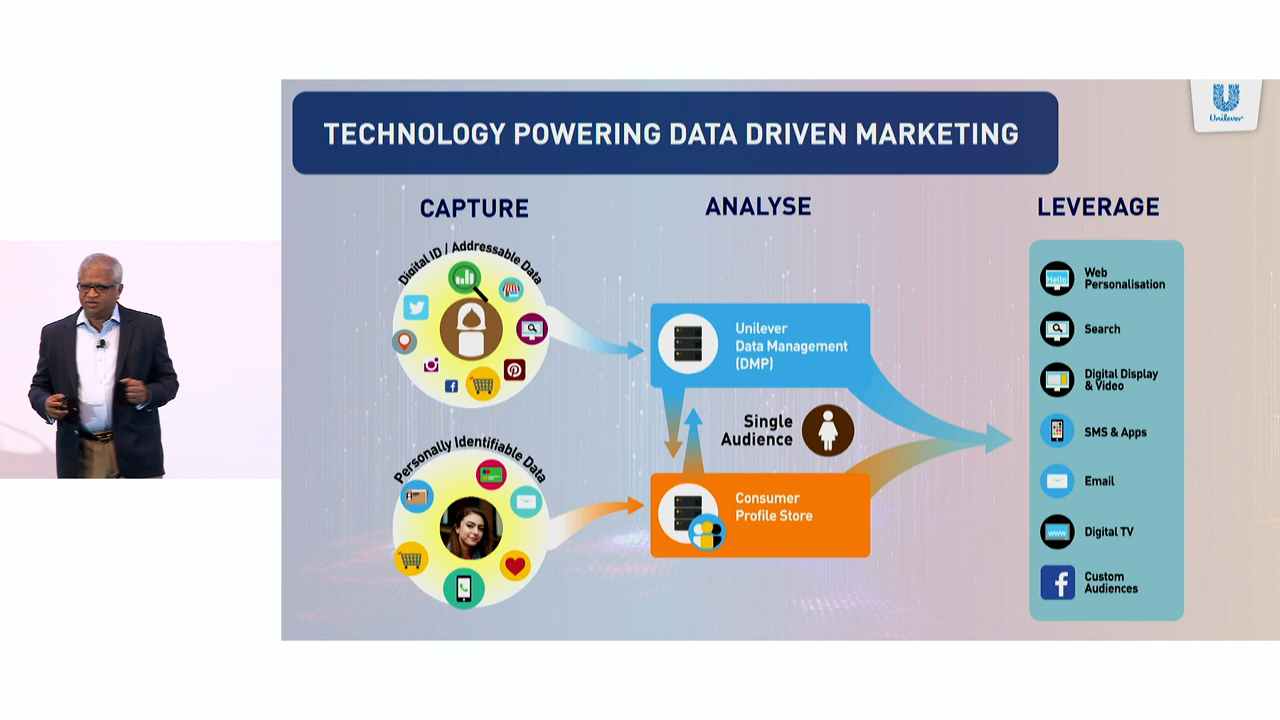 TECHNOLOGY POWERING DATA DRIVEN MARKETING
Unilever
CAPTURE
ANALYSE
LEVERAGE
Digital ID / Addressable Data
Personally Identifiable Data
Unilever
Data Management
(DMP)
Single
Audience
Consumer
Profile Store
Hello
Web
Personalisation
Search
Digital Display
& Video
SMS & Apps
Email
www
Digital TV
Custom
Audiences